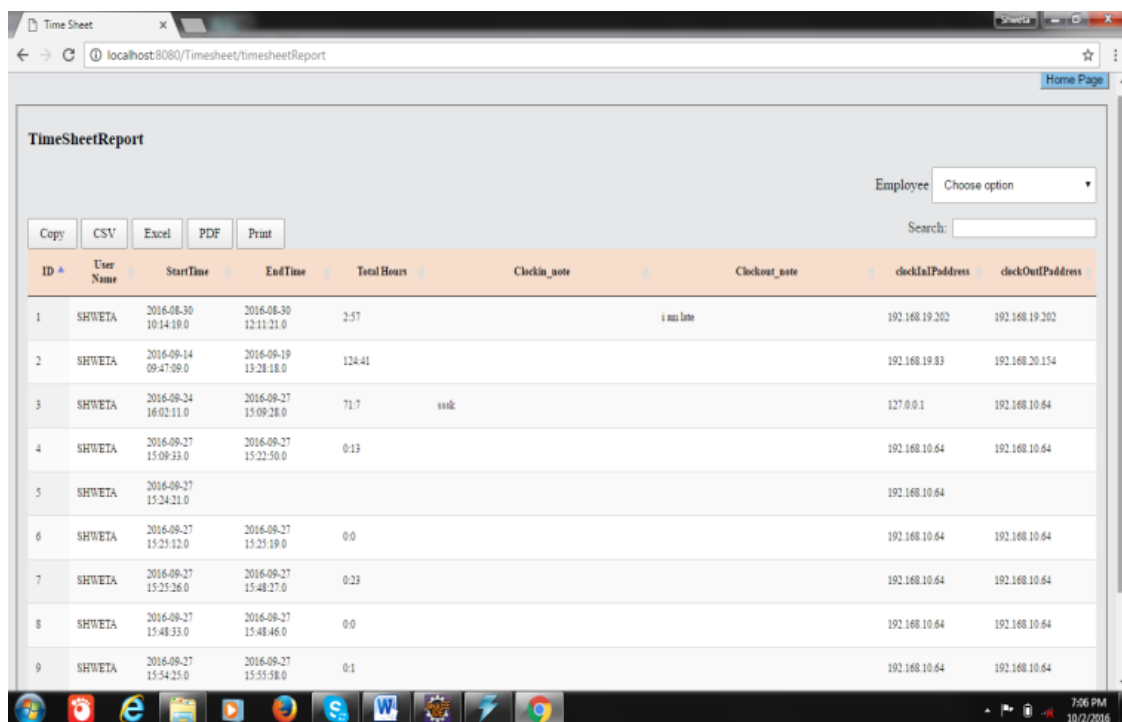 Time Sheet
Shweta
localhost:8080/Timesheet/timesheetReport
Home Page
TimeSheetReport
Employee Choose option
Copy CSV Excel PDF Print Search:
ID User Name StartTime EndTime Total Hours Clockin_note Clockout_note clockInIPaddress clockOutIPaddress
1 SHWETA 2016-08-30 10:14:19.0 2016-08-30 12:11:21.0 2:57 i am late 192.168.19.202 192.168.19.202
2 SHWETA 2016-09-14 09:47:09.0 2016-09-19 13:28:18.0 124:41 192.168.19.83 192.168.20.154
3 SHWETA 2016-09-24 16:02:11.0 2016-09-27 15:09:28.0 71:7 127.0.0.1 192.168.10.64
4 SHWETA 2016-09-27 15:09:33.0 2016-09-27 15:22:50.0 0:13 192.168.10.64 192.168.10.64
5 SHWETA 2016-09-27 15:24:21.0 192.168.10.64
6 SHWETA 2016-09-27 15:25:12.0 2016-09-27 15:25:19.0 0:0 192.168.10.64 192.168.10.64
7 SHWETA 2016-09-27 15:25:26.0 2016-09-27 15:48:27.0 0:23 192.168.10.64 192.168.10.64
8 SHWETA 2016-09-27 15:48:33.0 2016-09-27 15:48:46.0 0:0 192.168.10.64 192.168.10.64
9 SHWETA 2016-09-27 15:54:25.0 2016-09-27 15:55:58.0 0:1 192.168.10.64 192.168.10.64
7:06 PM
10/2/2016